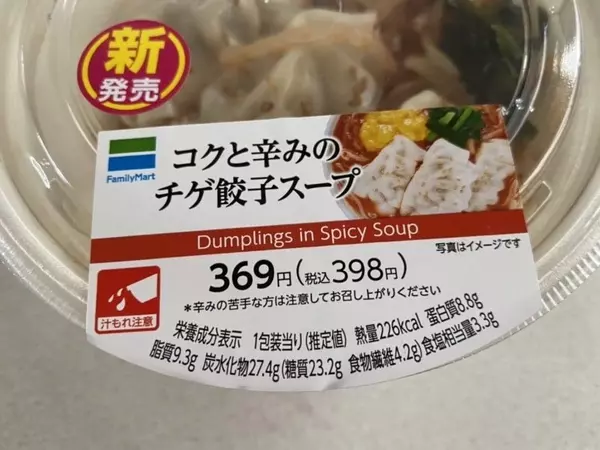 新
発売
FamilyMart
コクと辛みの
チゲ餃子スープ
Dumplings in Spicy Soup
写真はイメージです
369円(税込398円)
*辛みの苦手な方は注意してお召し上がりください
汁もれ注意
栄養成分表示 1包装当り(推定値) 熱量226kcal 蛋白質8.8g
脂質9.3g 炭水化物27.4g(糖質23.2g 食物繊維4.2g)食塩相当量3.3g